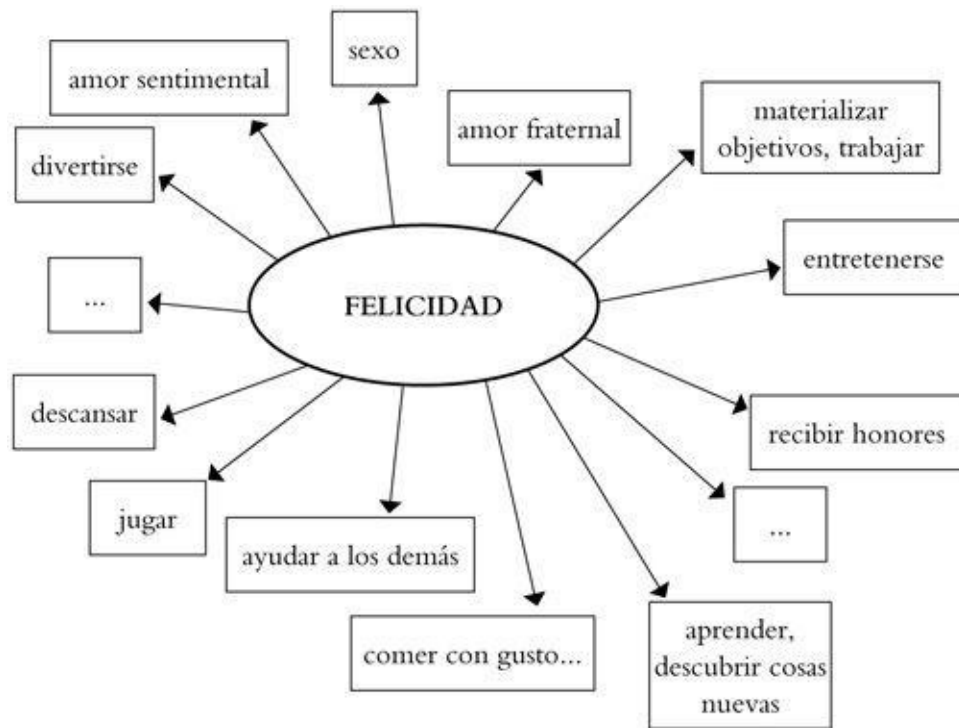 sexo
amor sentimental
amor fraternal
materializar
objetivos, trabajar
divertirse
entretenerse
...
FELICIDAD
descansar
recibir honores
jugar
...
ayudar a los demás
comer con gusto...
aprender,
descubrir cosas
nuevas